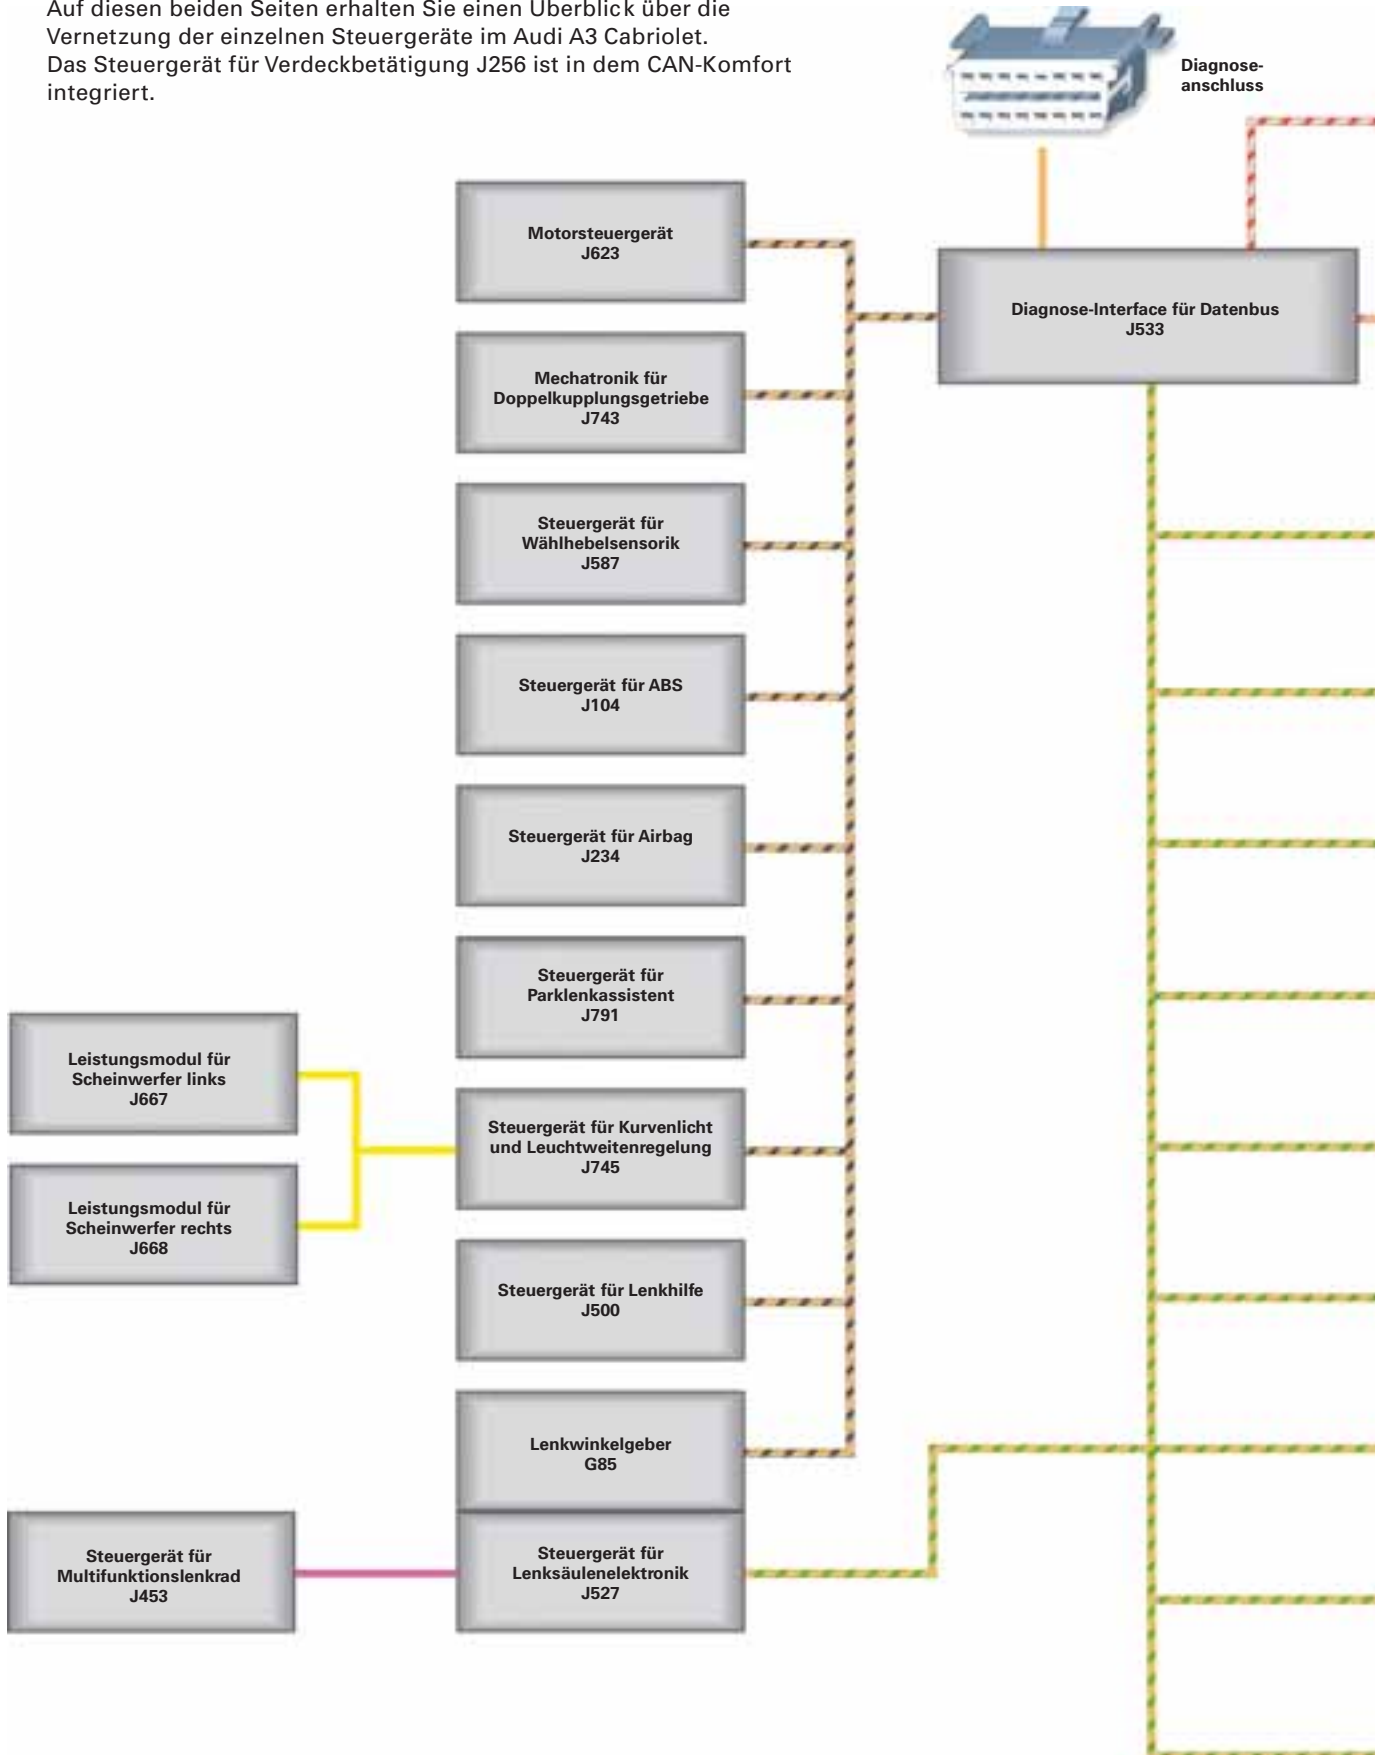 Auf diesen beiden Seiten erhalten Sie einen Überblick über die
Vernetzung der einzelnen Steuergeräte im Audi A3 Cabriolet.
Das Steuergerät für Verdeckbetätigung J256 ist in dem CAN-Komfort
integriert.
Diagnose-
anschluss
Motorsteuergerät
J623
Diagnose-Interface für Datenbus
J533
Mechatronik für
Doppelkupplungsgetriebe
J743
Steuergerät für
Wählhebelsensorik
J587
Steuergerät für ABS
J104
Steuergerät für Airbag
J234
Steuergerät für
Parklenkassistent
J791
Leistungsmodul für
Scheinwerfer links
J667
Steuergerät für Kurvenlicht
und Leuchtweitenregelung
J745
Leistungsmodul für
Scheinwerfer rechts
J668
Steuergerät für Lenkhilfe
J500
Lenkwinkelgeber
G85
Steuergerät für
Multifunktionslenkrad
J453
Steuergerät für
Lenksäulenelektronik
J527